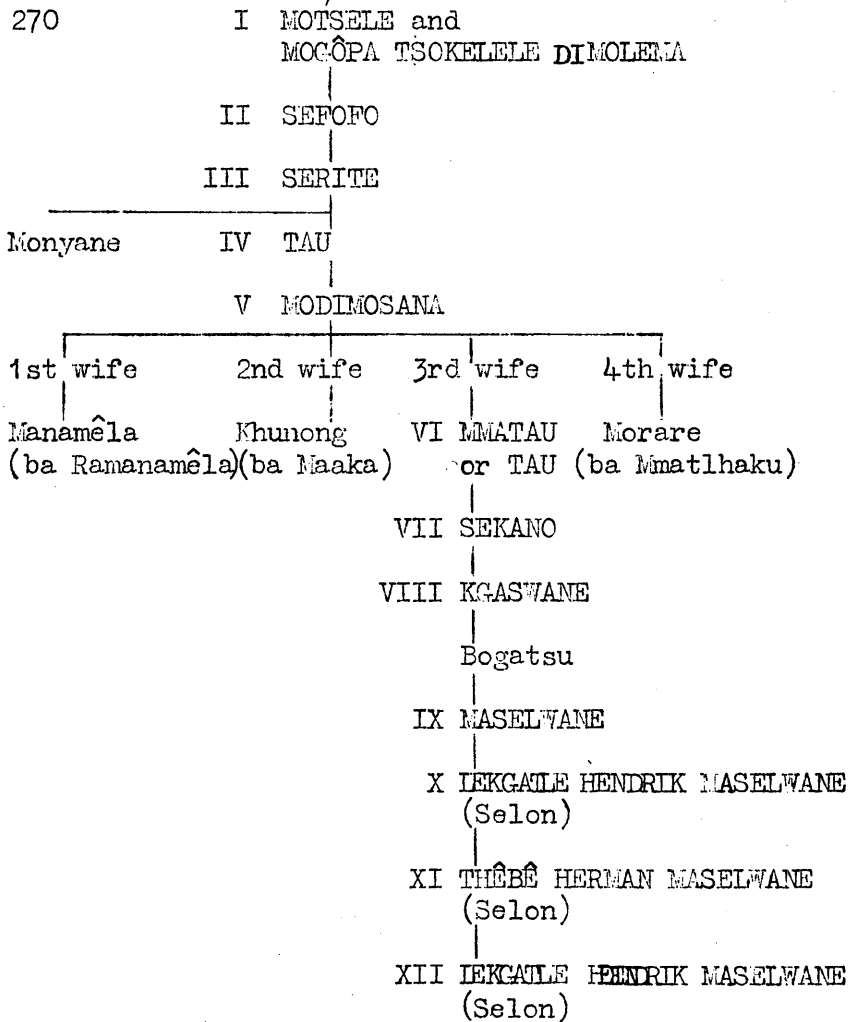 270 I MOTSELE and
MOGÔPA TSOKELELE DIMOLEMA
II SEFOFO
III SERITE
Monyane IV TAU
V MODIMOSANA
1st wife 2nd wife 3rd wife 4th wife
Manamêla Khunong VI MMATAU Morare
(ba Ramanamêla)(ba Maaka) or TAU (ba Mmatlhaku)
VII SEKANO
VIII KGASWANE
Bogatsu
IX MASELWANE
X LEKGATLE HENDRIK MASELWANE
(Selon)
XI THÊBÊ HERMAN MASELWANE
(Selon)
XII LEKGATLE HENDRIK MASELWANE
(Selon)